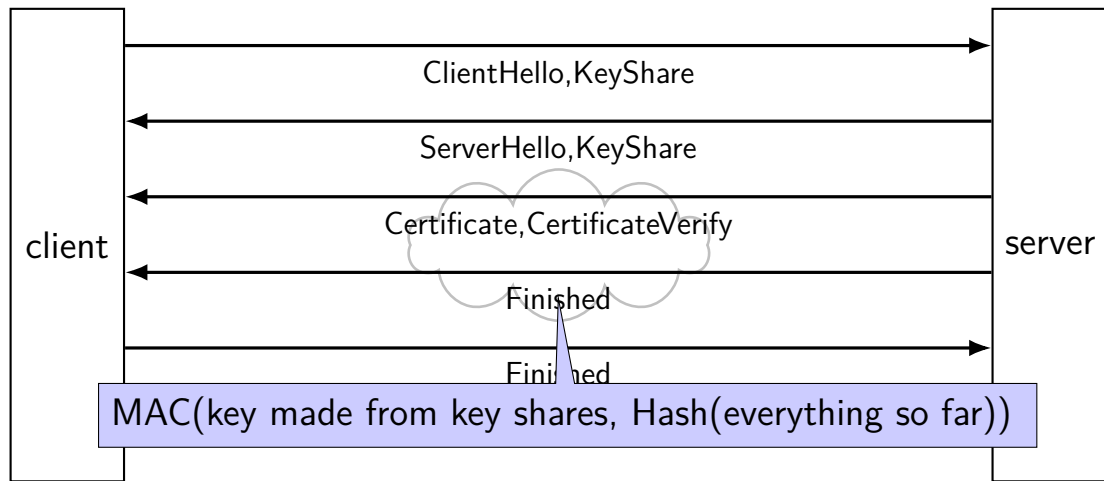 ClientHello,KeyShare
ServerHello,KeyShare
Certificate,CertificateVerify
client
server
Finished
Finished
MAC(key made from key shares, Hash(everything so far))